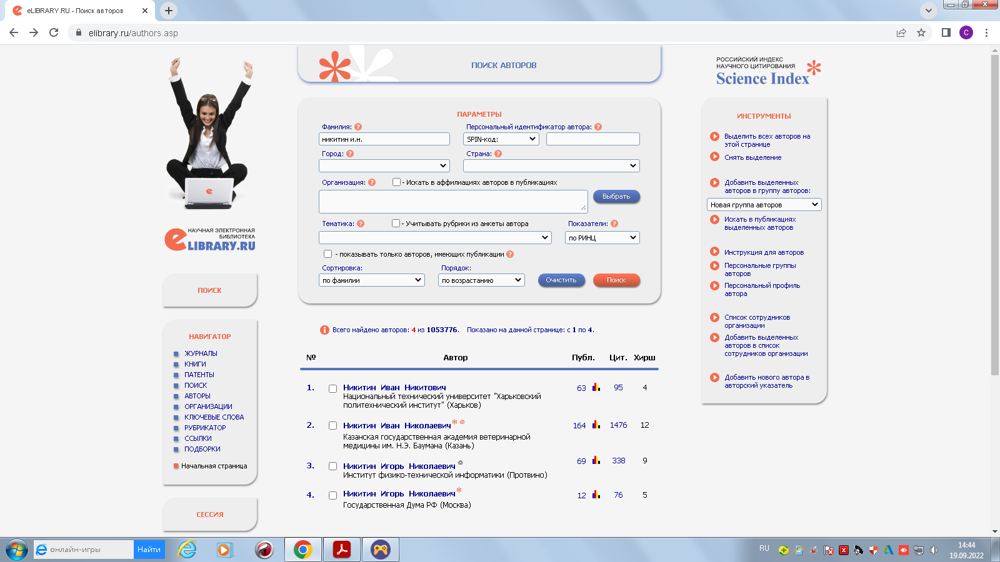 eLIBRARY.RU - Поиск авторов
elibrary.ru/authors.asp
C
НАУЧНАЯ ЭЛЕКТРОННАЯ
БИБЛИОТЕКА
eLIBRARY.RU
ПОИСК
НАВИГАТОР
ЖУРНАЛЫ
КНИГИ
ПАТЕНТЫ
ПОИСК
АВТОРЫ
ОРГАНИЗАЦИИ
КЛЮЧЕВЫЕ СЛОВА
РУБРИКАТОР
ССЫЛКИ
ПОДБОРКИ
Начальная страница
СЕССИЯ
ПОИСК АВТОРОВ
ПАРАМЕТРЫ
Фамилия: ? Персональный идентификатор автора: ?
никитин и.н. SPIN-код:
Город: ? Страна: ?
Организация: ? - Искать в аффилиациях авторов в публикациях
Выбрать
Тематика: ? - Учитывать рубрики из анкеты автора Показатели: ?
по РИНЦ
- показывать только авторов, имеющих публикации ?
Сортировка: Порядок:
по фамилии по возрастанию Очистить Поиск
Всего найдено авторов: 4 из 1053776. Показано на данной странице: с 1 по 4.
№ Автор Публ. Цит. Хирш
1. Никитин Иван Никитович 63 95 4
Национальный технический университет "Харьковский
политехнический институт" (Харьков)
2. Никитин Иван Николаевич* 164 1476 12
Казанская государственная академия ветеринарной
медицины им. Н.Э. Баумана (Казань)
3. Никитин Игорь Николаевич 69 338 9
Институт физико-технической информатики (Протвино)
4. Никитин Игорь Николаевич* 12 76 5
Государственная Дума РФ (Москва)
РОССИЙСКИЙ ИНДЕКС
НАУЧНОГО ЦИТИРОВАНИЯ
Science Index
ИНСТРУМЕНТЫ
Выделить всех авторов на
этой странице
Снять выделение
Добавить выделенных
авторов в группу авторов:
Новая группа авторов
Искать в публикациях
выделенных авторов
Инструкция для авторов
Персональные группы
авторов
Персональный профиль
автора
Список сотрудников
организации
Добавить выделенных
авторов в список
сотрудников организации
Добавить нового автора в
авторский указатель
онлайн-игры Найти
RU
14:44
19.09.2022